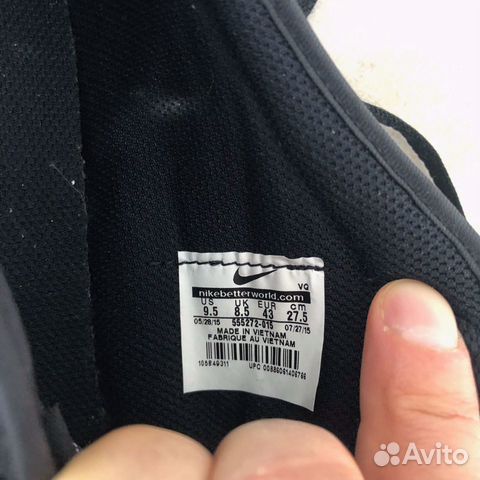 VQ
nikebetterworld.com
US UK EUR cm
9.5 8.5 43 27.5
05/28/15 555272-015 07/27/15
MADE IN VIETNAM
FABRIQUE AU VIETNAM
UPC
Avito